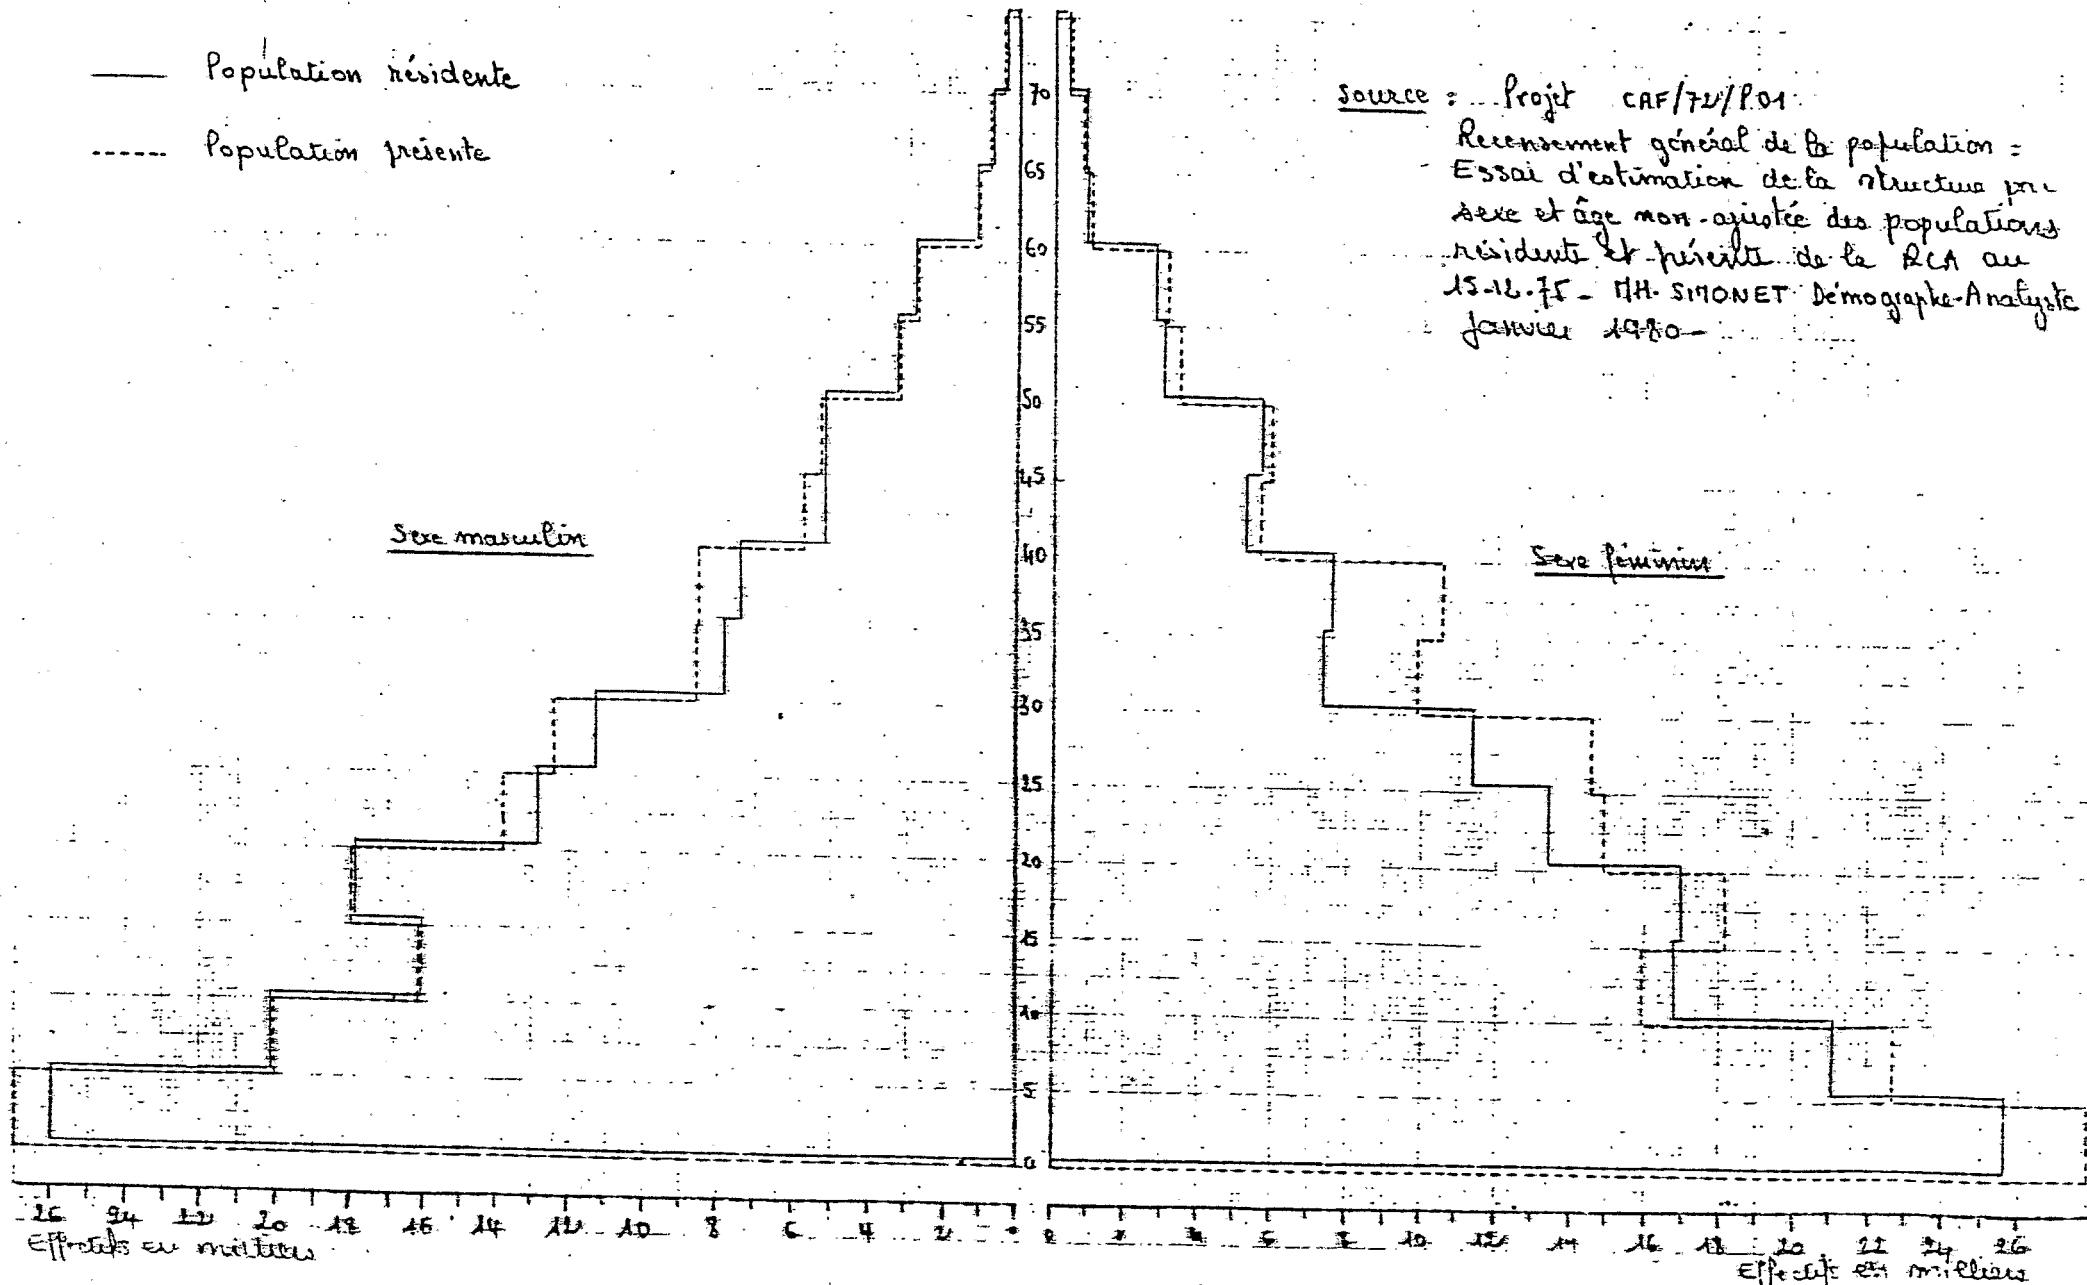 Population résidente
Population présente
Source : Projet CAF/72/P.01
Recensement général de la population :
Essai d'estimation de la structure par
sexe et âge non-ajustée des populations
résidente et présente de la RCA au
15-12-75 - MH. SIMONET Démographe-Analyste
Janvier 1980 -
Sexe masculin
Sexe féminin
70
65
60
55
50
45
40
35
30
25
20
15
10
5
0
26 24 22 20 18 16 14 12 10 8 6 4 2 0
0 2 4 6 8 10 12 14 16 18 20 22 24 26
Effectifs en milliers
Effectifs en milliers